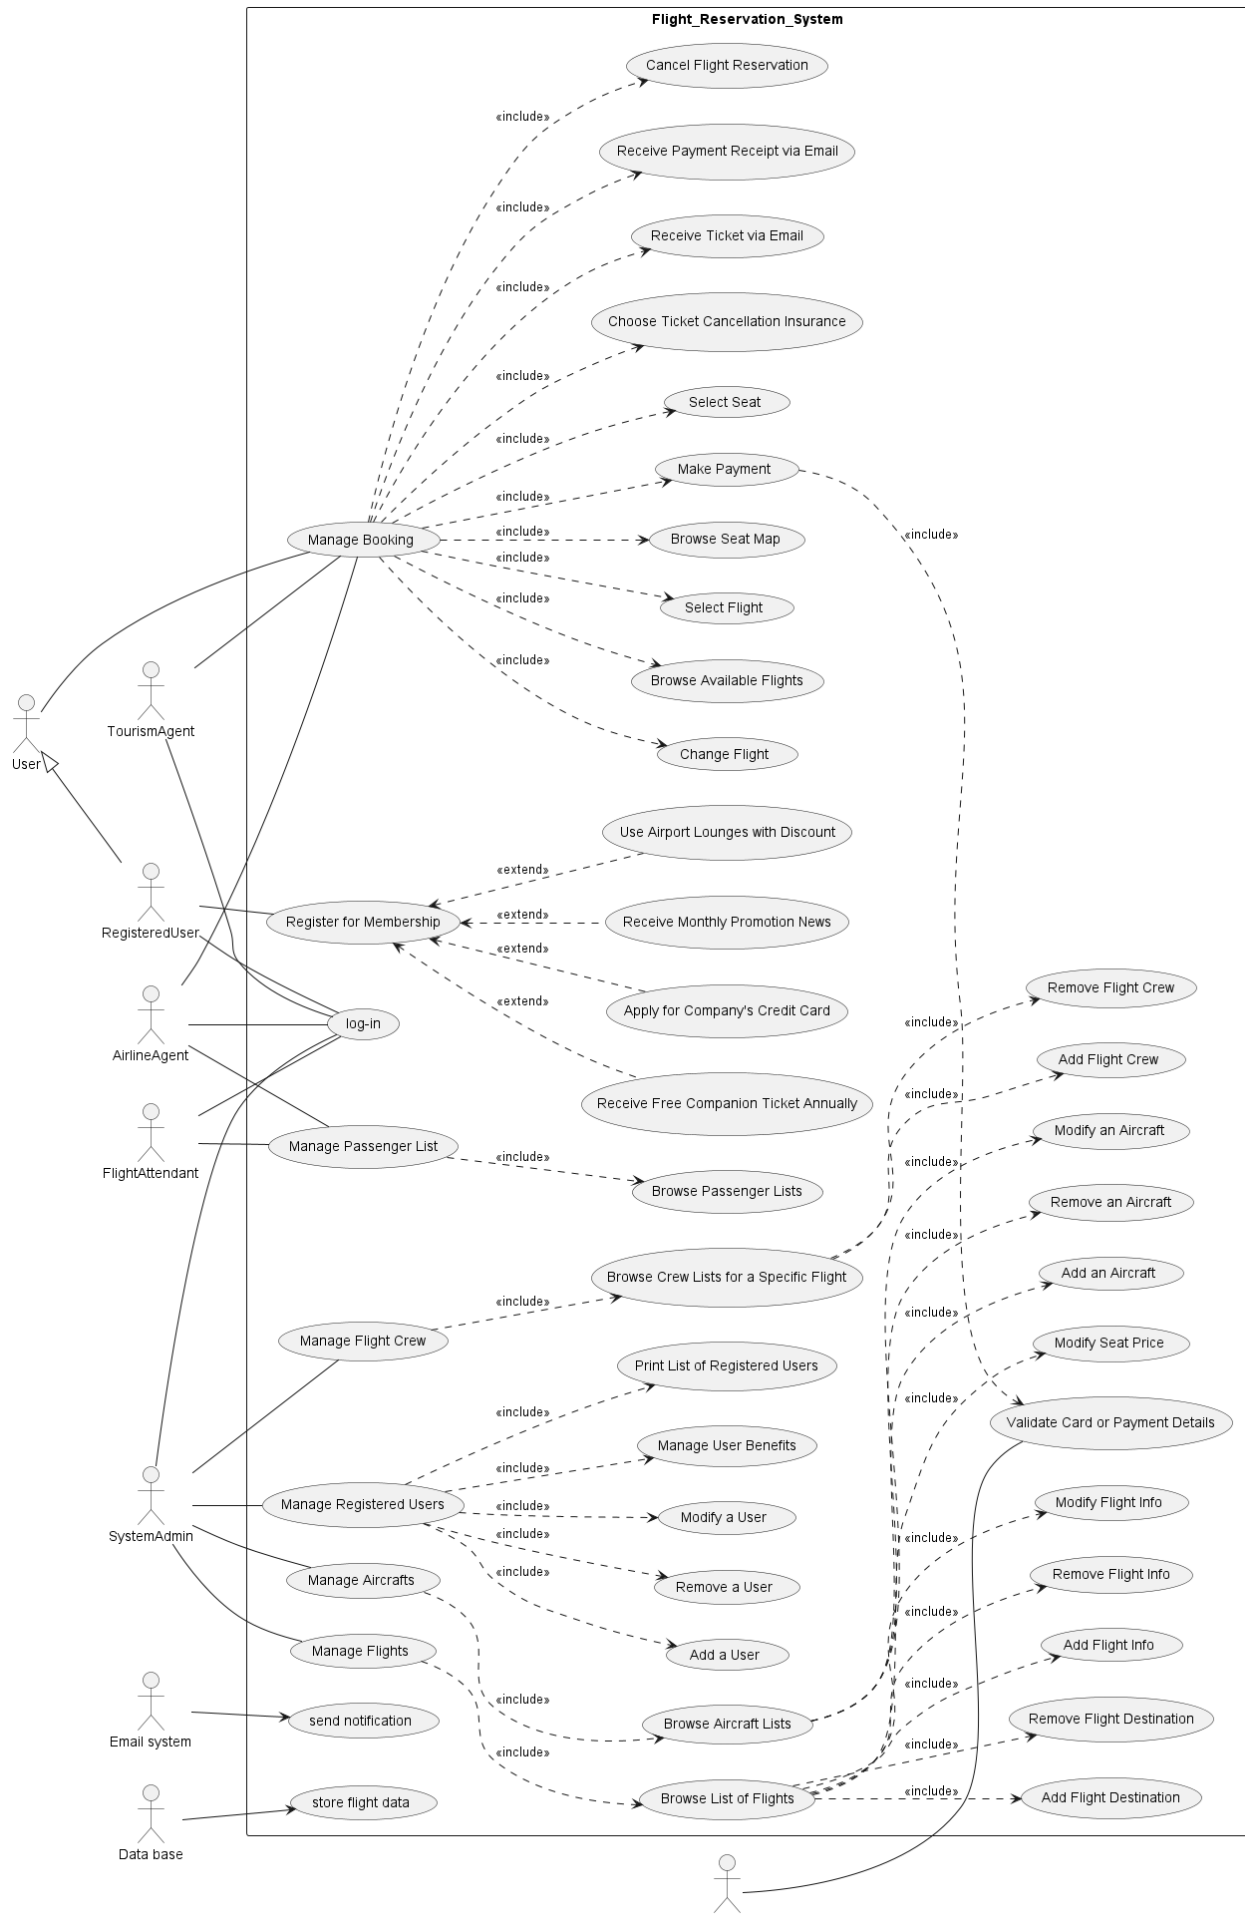 Flight_Reservation_System
Cancel Flight Reservation
«include»
Receive Payment Receipt via Email
«include»
Receive Ticket via Email
«include»
Choose Ticket Cancellation Insurance
«include»
Select Seat
«include»
Make Payment
«include»
Manage Booking
«include»
Browse Seat Map
«include»
«include»
Select Flight
«include»
Browse Available Flights
«include»
Change Flight
TourismAgent
User
Use Airport Lounges with Discount
«extend»
Register for Membership
«extend»
Receive Monthly Promotion News
RegisteredUser
«extend»
Apply for Company's Credit Card
«extend»
Remove Flight Crew
«include»
log-in
AirlineAgent
Add Flight Crew
«include»
Receive Free Companion Ticket Annually
Modify an Aircraft
«include»
Manage Passenger List
«include»
FlightAttendant
Browse Passenger Lists
Remove an Aircraft
«include»
Browse Crew Lists for a Specific Flight
Add an Aircraft
«include»
Manage Flight Crew
«include»
Modify Seat Price
Print List of Registered Users
«include»
«include»
Validate Card or Payment Details
Manage User Benefits
«include»
Manage Registered Users
«include»
Modify a User
Modify Flight Info
«include»
SystemAdmin
«include»
Manage Aircrafts
«include»
Remove a User
Remove Flight Info
«include»
Manage Flights
Add a User
Add Flight Info
«include»
«include»
send notification
Browse Aircraft Lists
Remove Flight Destination
Email system
«include»
«include»
store flight data
Browse List of Flights
«include»
Add Flight Destination
Data base